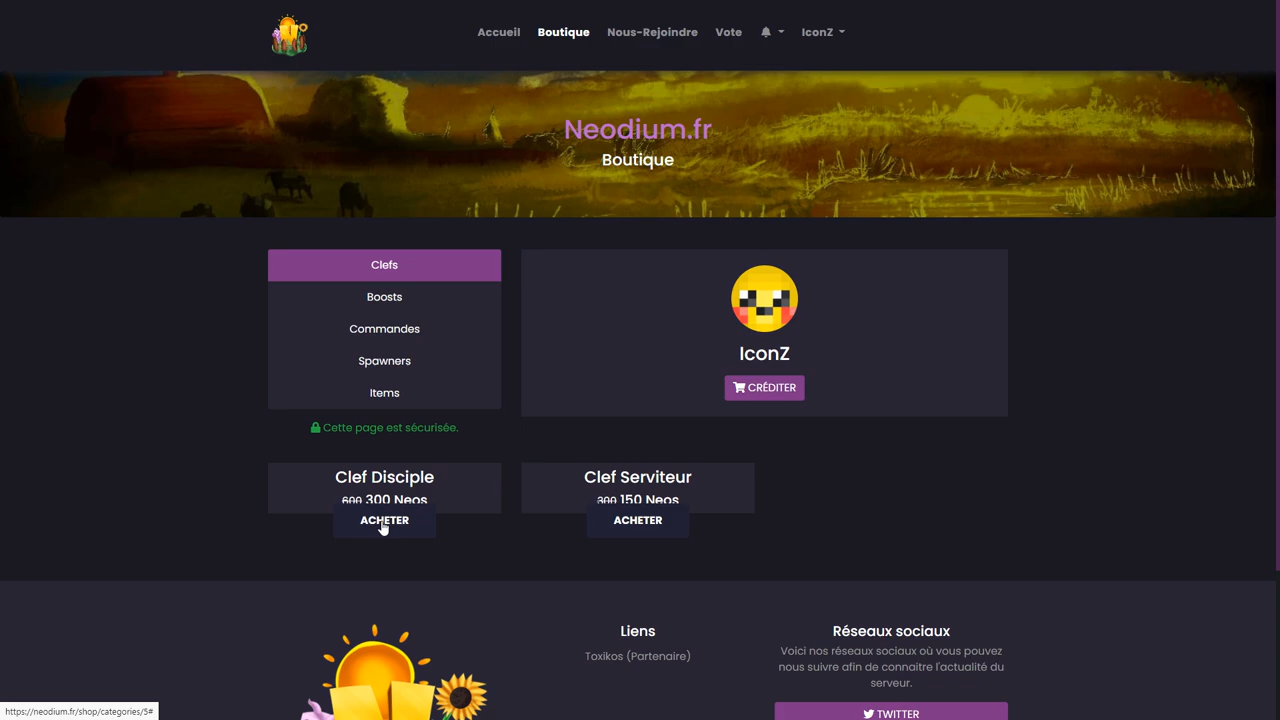 Accueil Boutique Nous-Rejoindre Vote IconZ
Neodium.fr
Boutique
Clefs
Boosts
Commandes
Spawners
Items
Cette page est sécurisée.
IconZ
CRÉDITER
Clef Disciple
600 300 Neos
ACHETER
Clef Serviteur
300 150 Neos
ACHETER
Liens
Toxikos (Partenaire)
Réseaux sociaux
Voici nos réseaux sociaux où vous pouvez
nous suivre afin de connaitre l'actualité du
serveur.
TWITTER
https://neodium.fr/shop/categories/5#